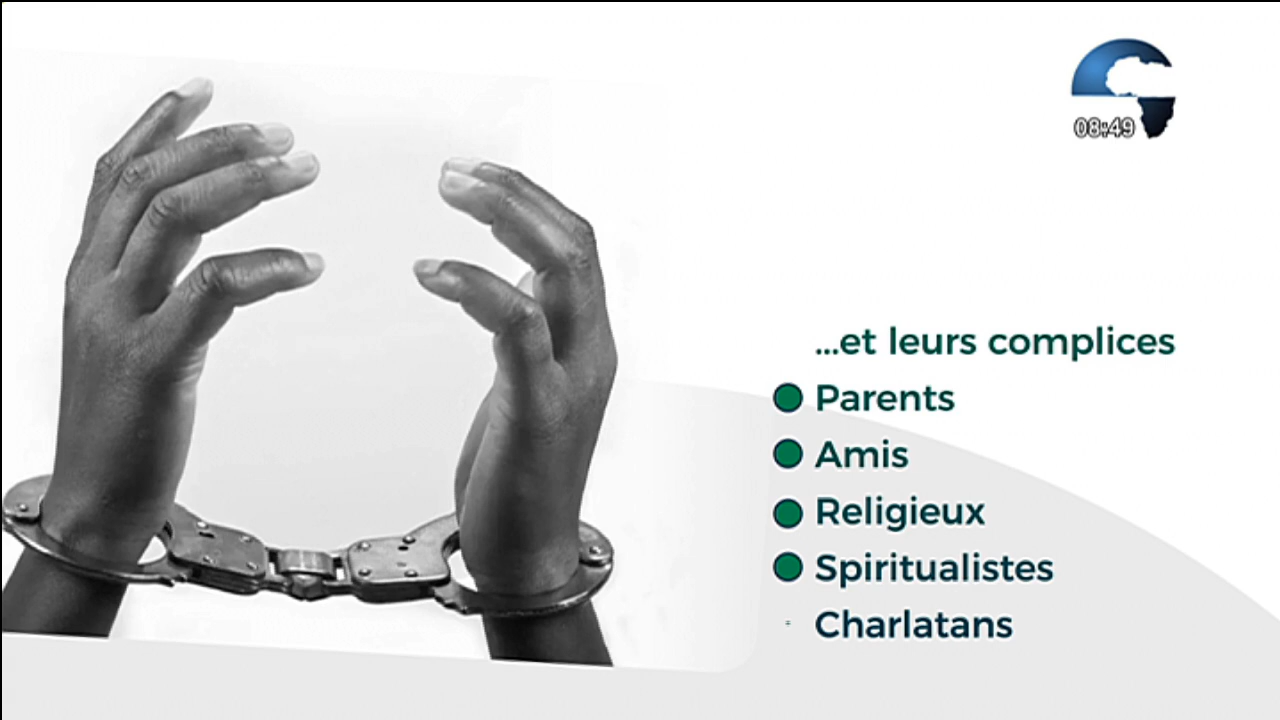 08:49
...et leurs complices
Parents
Amis
Religieux
Spiritualistes
Charlatans